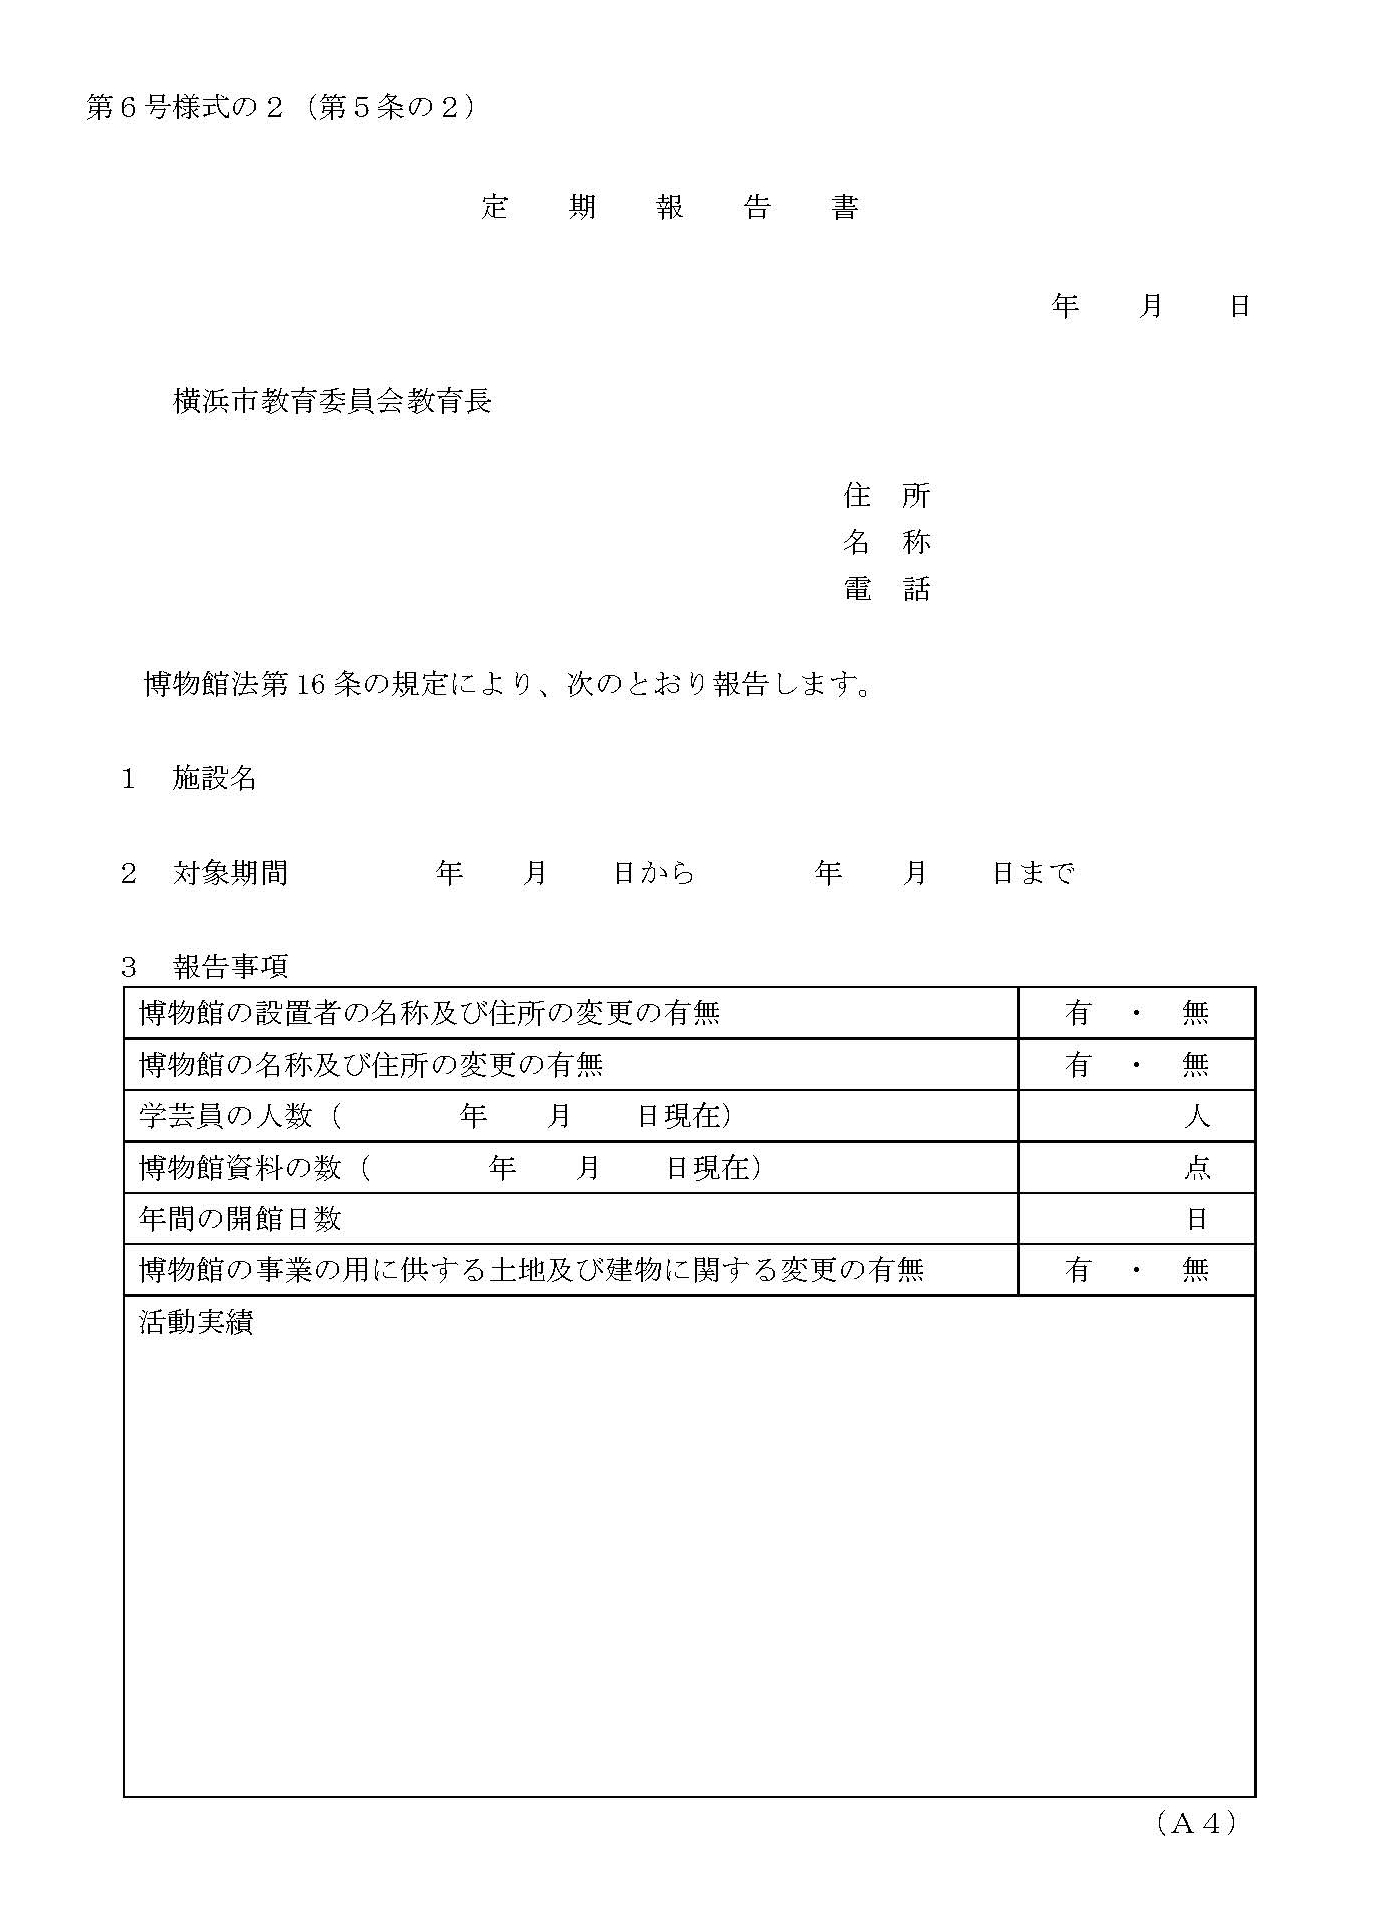 第６号様式の２（第５条の２）
定　　期　　報　　告　　書
年　　月　　日
横浜市教育委員会教育長
住　所
名　称
電　話
博物館法第 16 条の規定により、次のとおり報告します。
１　施設名
２　対象期間　　　　　年　　月　　日から　　　　年　　月　　日まで
３　報告事項
博物館の設置者の名称及び住所の変更の有無　有　・　無
博物館の名称及び住所の変更の有無　有　・　無
学芸員の人数（　　　　年　　月　　日現在）　人
博物館資料の数（　　　　年　　月　　日現在）　点
年間の開館日数　日
博物館の事業の用に供する土地及び建物に関する変更の有無　有　・　無
活動実績
（Ａ４）